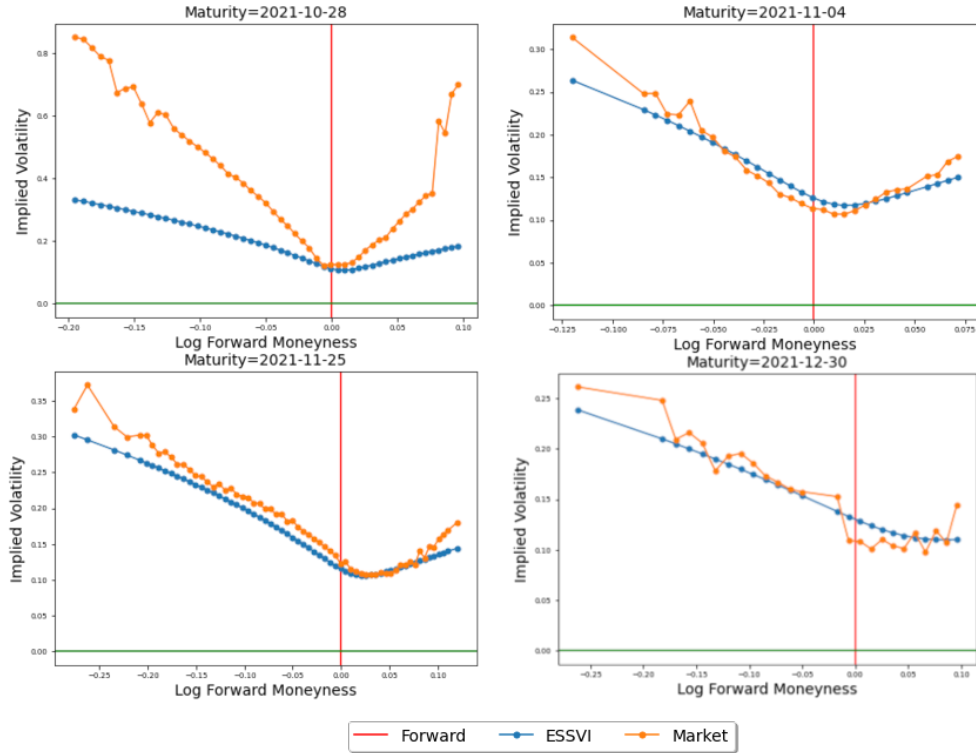 Maturity=2021-10-28
Implied Volatility
0.8
0.6
0.4
0.2
0.0
−0.20 −0.15 −0.10 −0.05 0.00 0.05 0.10
Log Forward Moneyness
Maturity=2021-11-04
Implied Volatility
0.30
0.25
0.20
0.15
0.10
0.05
0.00
−0.125 −0.100 −0.075 −0.050 −0.025 0.000 0.025 0.050 0.075
Log Forward Moneyness
Maturity=2021-11-25
Implied Volatility
0.35
0.30
0.25
0.20
0.15
0.10
0.05
0.00
−0.25 −0.20 −0.15 −0.10 −0.05 0.00 0.05 0.10
Log Forward Moneyness
Maturity=2021-12-30
Implied Volatility
0.25
0.20
0.15
0.10
0.05
0.00
−0.25 −0.20 −0.15 −0.10 −0.05 0.00 0.05 0.10
Log Forward Moneyness
Forward ESSVI Market